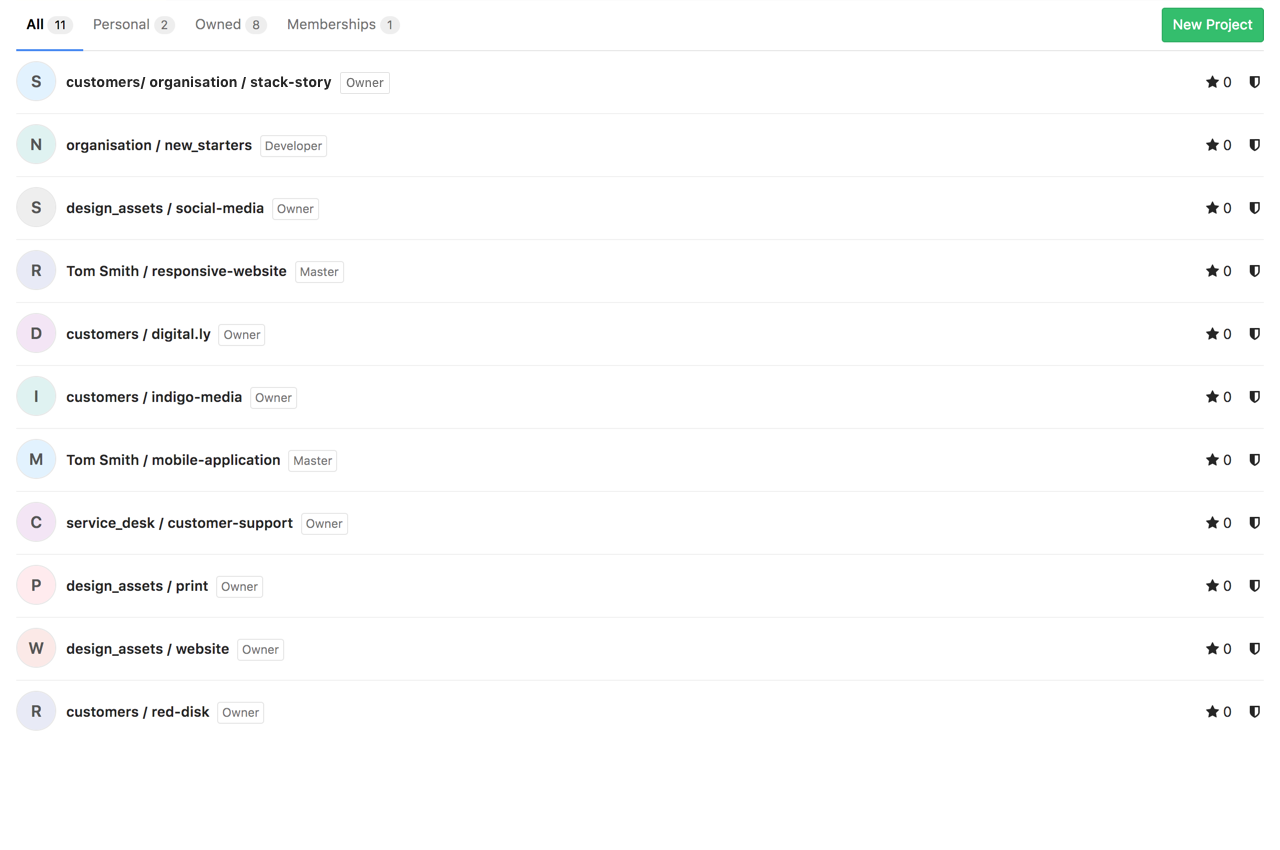 All 11 Personal 2 Owned 8 Memberships 1 New Project
S customers/ organisation / stack-story Owner 0
N organisation / new_starters Developer 0
S design_assets / social-media Owner 0
R Tom Smith / responsive-website Master 0
D customers / digital.ly Owner 0
I customers / indigo-media Owner 0
M Tom Smith / mobile-application Master 0
C service_desk / customer-support Owner 0
P design_assets / print Owner 0
W design_assets / website Owner 0
R customers / red-disk Owner 0